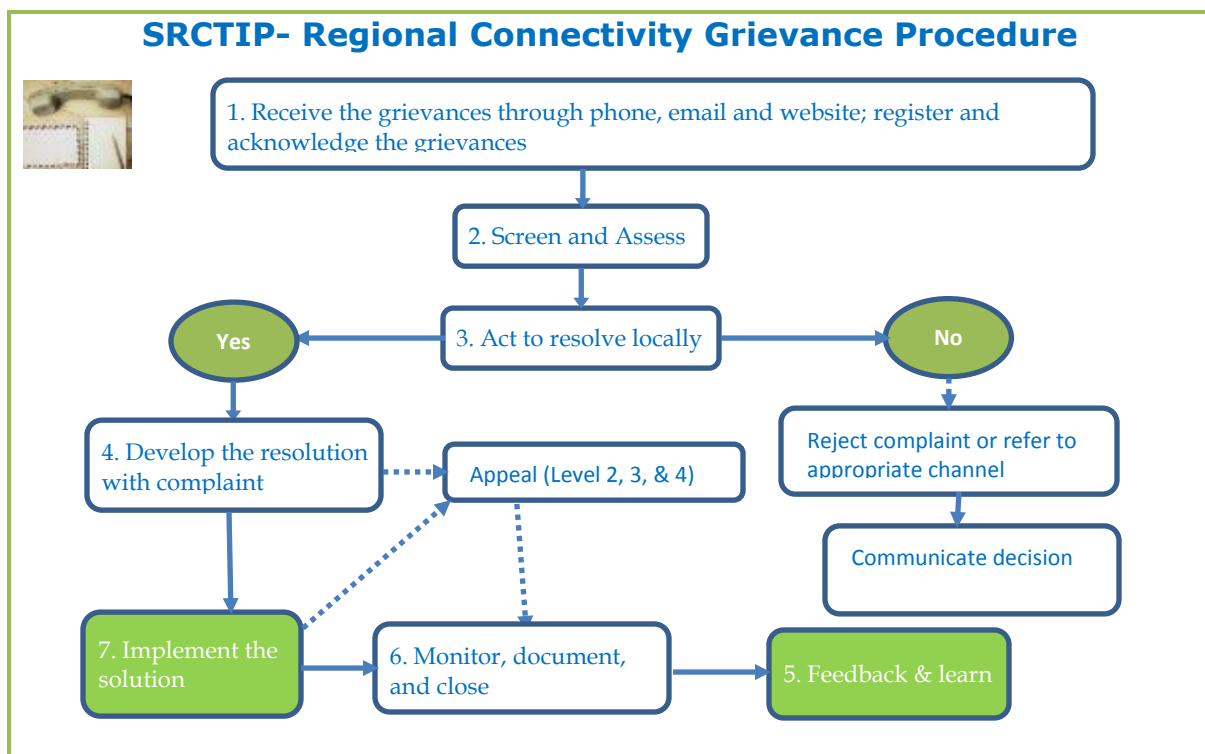 SRCTIP- Regional Connectivity Grievance Procedure
1. Receive the grievances through phone, email and website; register and
acknowledge the grievances
2. Screen and Assess
Yes
3. Act to resolve locally
No
4. Develop the resolution
with complaint
Appeal (Level 2, 3, & 4)
Reject complaint or refer to
appropriate channel
Communicate decision
7. Implement the
solution
6. Monitor, document,
and close
5. Feedback & learn